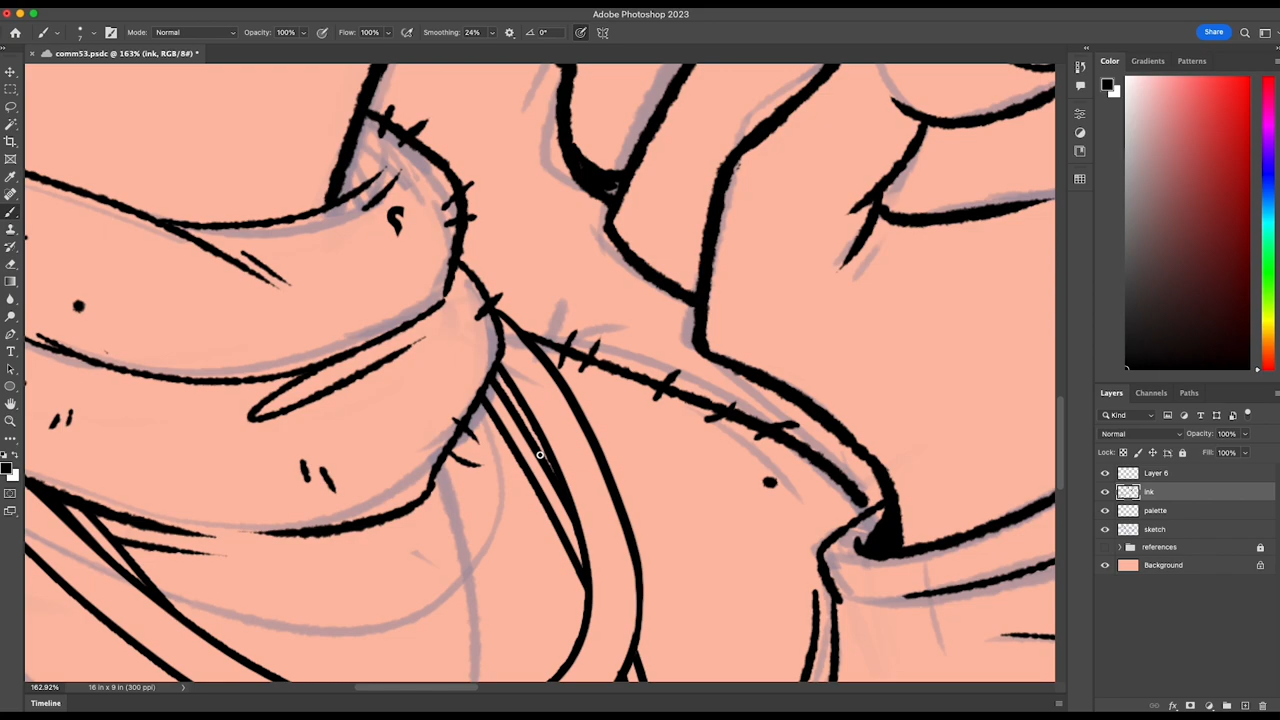 Adobe Photoshop 2023
Mode: Normal Opacity: 100% Flow: 100% Smoothing: 24% 0° Share
7
comm53.psdc @ 163% (ink, RGB/8#) *
Color Gradients Patterns
Layers Channels Paths
Kind
Normal Opacity: 100%
Lock: Fill: 100%
Layer 6
ink
palette
sketch
references
Background
162.92% 16 in x 9 in (300 ppi)
Timeline